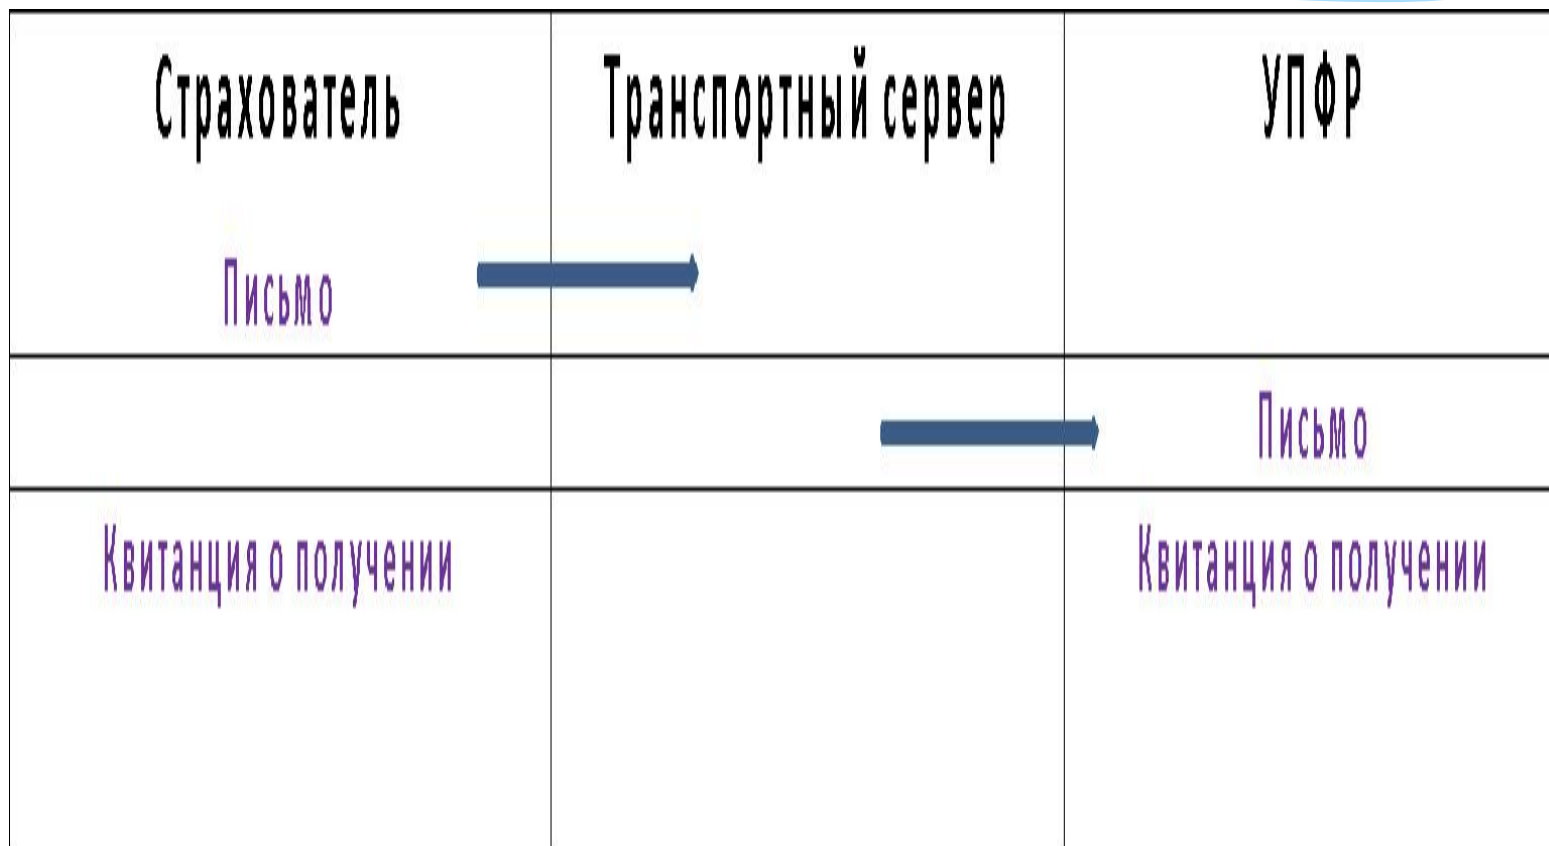 Страхователь Транспортный сервер УПФР
Письмо
Письмо
Квитанция о получении Квитанция о получении